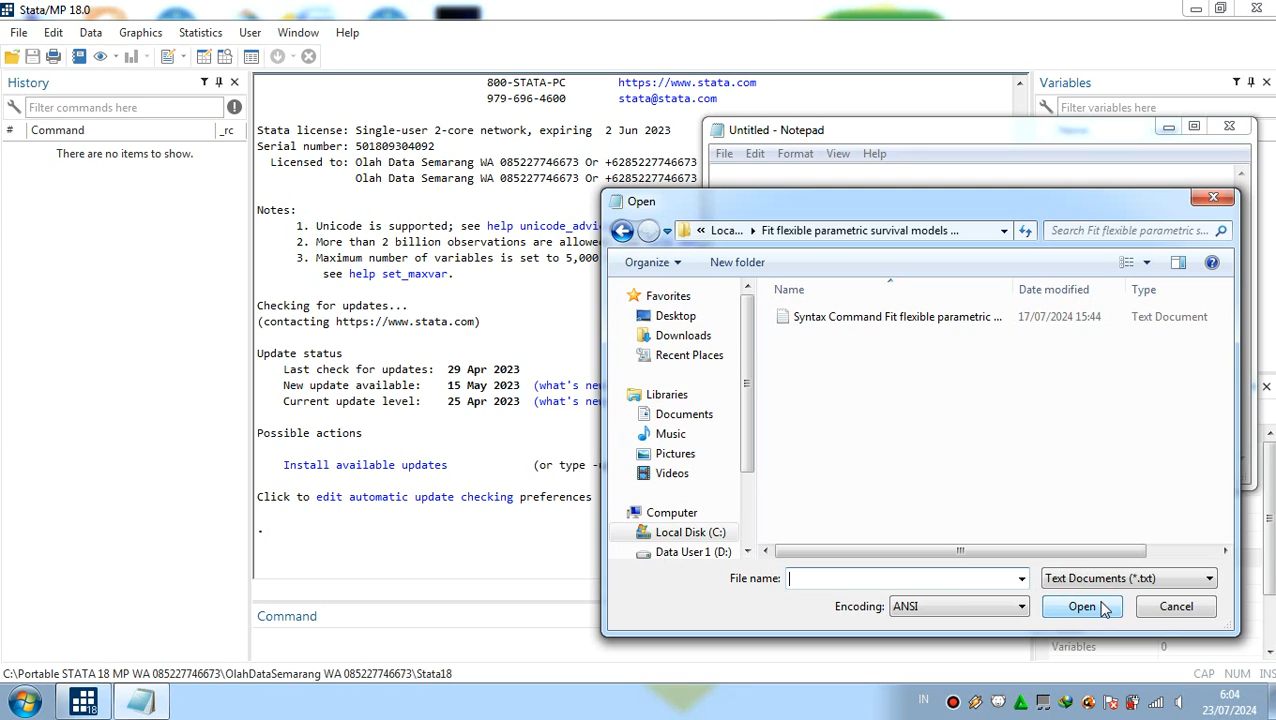 Stata/MP 18.0
File Edit Data Graphics Statistics User Window Help
History
Filter commands here
# Command _rc
There are no items to show.
800-STATA-PC https://www.stata.com
979-696-4600 stata@stata.com
Stata license: Single-user 2-core network, expiring 2 Jun 2023
Serial number: 501809304092
Licensed to: Olah Data Semarang WA 085227746673 Or +6285227746673
Olah Data Semarang WA 085227746673 Or +6285227746673
Notes:
1. Unicode is supported; see help unicode_advic
2. More than 2 billion observations are allowe
3. Maximum number of variables is set to 5,000
see help set_maxvar.
Checking for updates...
(contacting https://www.stata.com)
Update status
Last check for updates: 29 Apr 2023
New update available: 15 May 2023 (what's new
Current update level: 25 Apr 2023 (what's new
Possible actions
Install available updates (or type -u
Click to edit automatic update checking preferences
.
Command
Variables
Filter variables here
Untitled - Notepad
File Edit Format View Help
Open
« Loca... Fit flexible parametric survival models ...
Search Fit flexible parametric s...
Organize New folder
Name Date modified Type
Syntax Command Fit flexible parametric ... 17/07/2024 15:44 Text Document
Favorites
Desktop
Downloads
Recent Places
Libraries
Documents
Music
Pictures
Videos
Computer
Local Disk (C:)
Data User 1 (D:)
File name: Text Documents (*.txt)
Encoding: ANSI Open Cancel
Variables 0
C:\Portable STATA 18 MP WA 085227746673\OlahDataSemarang WA 085227746673\Stata18
CAP NUM INS
18
IN
6:04
23/07/2024